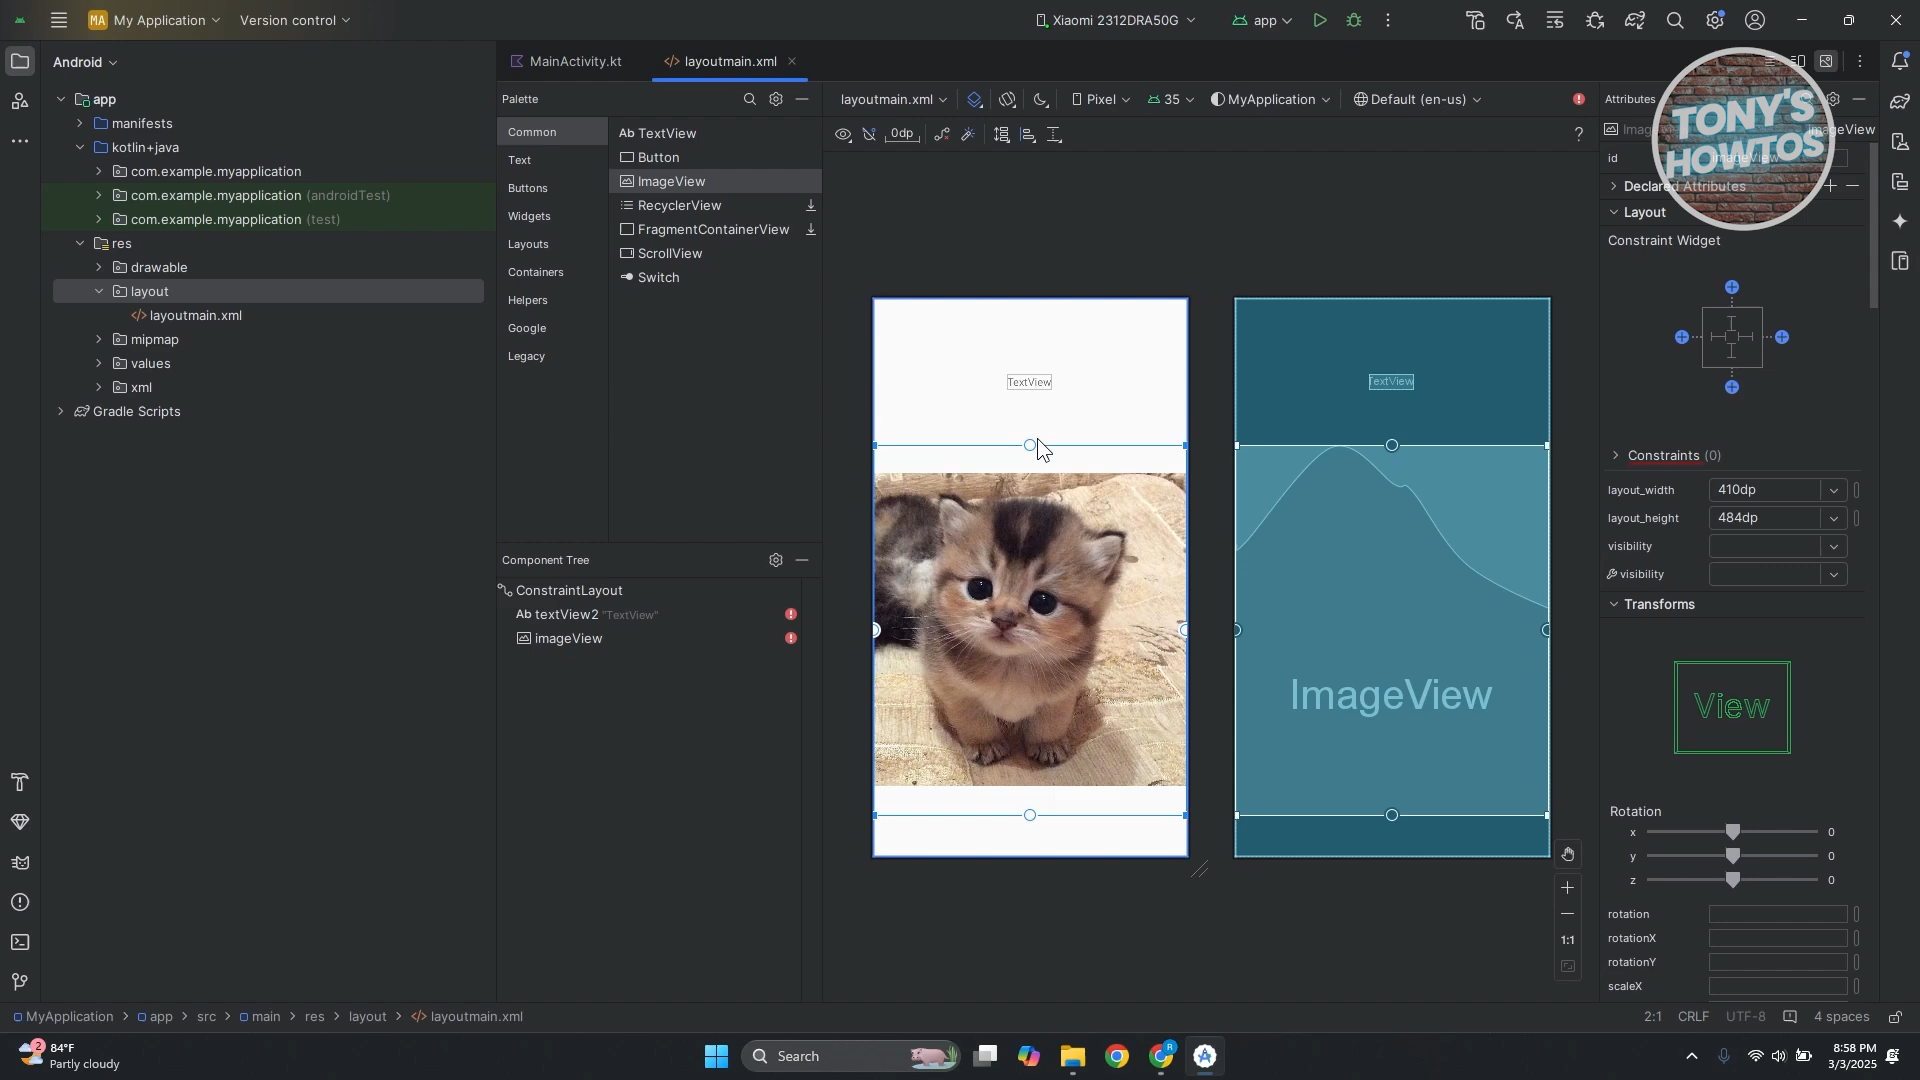 MA My Application
Version control
Xiaomi 2312DRA50G
app
Android
MainActivity.kt
layoutmain.xml
app
manifests
kotlin+java
com.example.myapplication
com.example.myapplication (androidTest)
com.example.myapplication (test)
res
drawable
layout
layoutmain.xml
mipmap
values
xml
Gradle Scripts
Palette
Common
Text
Buttons
Widgets
Layouts
Containers
Helpers
Google
Legacy
Ab TextView
Button
ImageView
RecyclerView
FragmentContainerView
ScrollView
Switch
Component Tree
ConstraintLayout
Ab textView2 "TextView"
imageView
layoutmain.xml
Pixel
35
MyApplication
Default (en-us)
0dp
?
TextView
TextView
ImageView
1:1
Attributes
imageView
TONY'S
HOWTOS
id
imageView
Declared Attributes
Layout
Constraint Widget
Constraints (0)
layout_width 410dp
layout_height 484dp
visibility
visibility
Transforms
View
Rotation
x 0
y 0
z 0
rotation
rotationX
rotationY
scaleX
MyApplication > app > src > main > res > layout > layoutmain.xml
2:1 CRLF UTF-8 4 spaces
2
84°F
Partly cloudy
Search
R
8:58 PM
3/3/2025